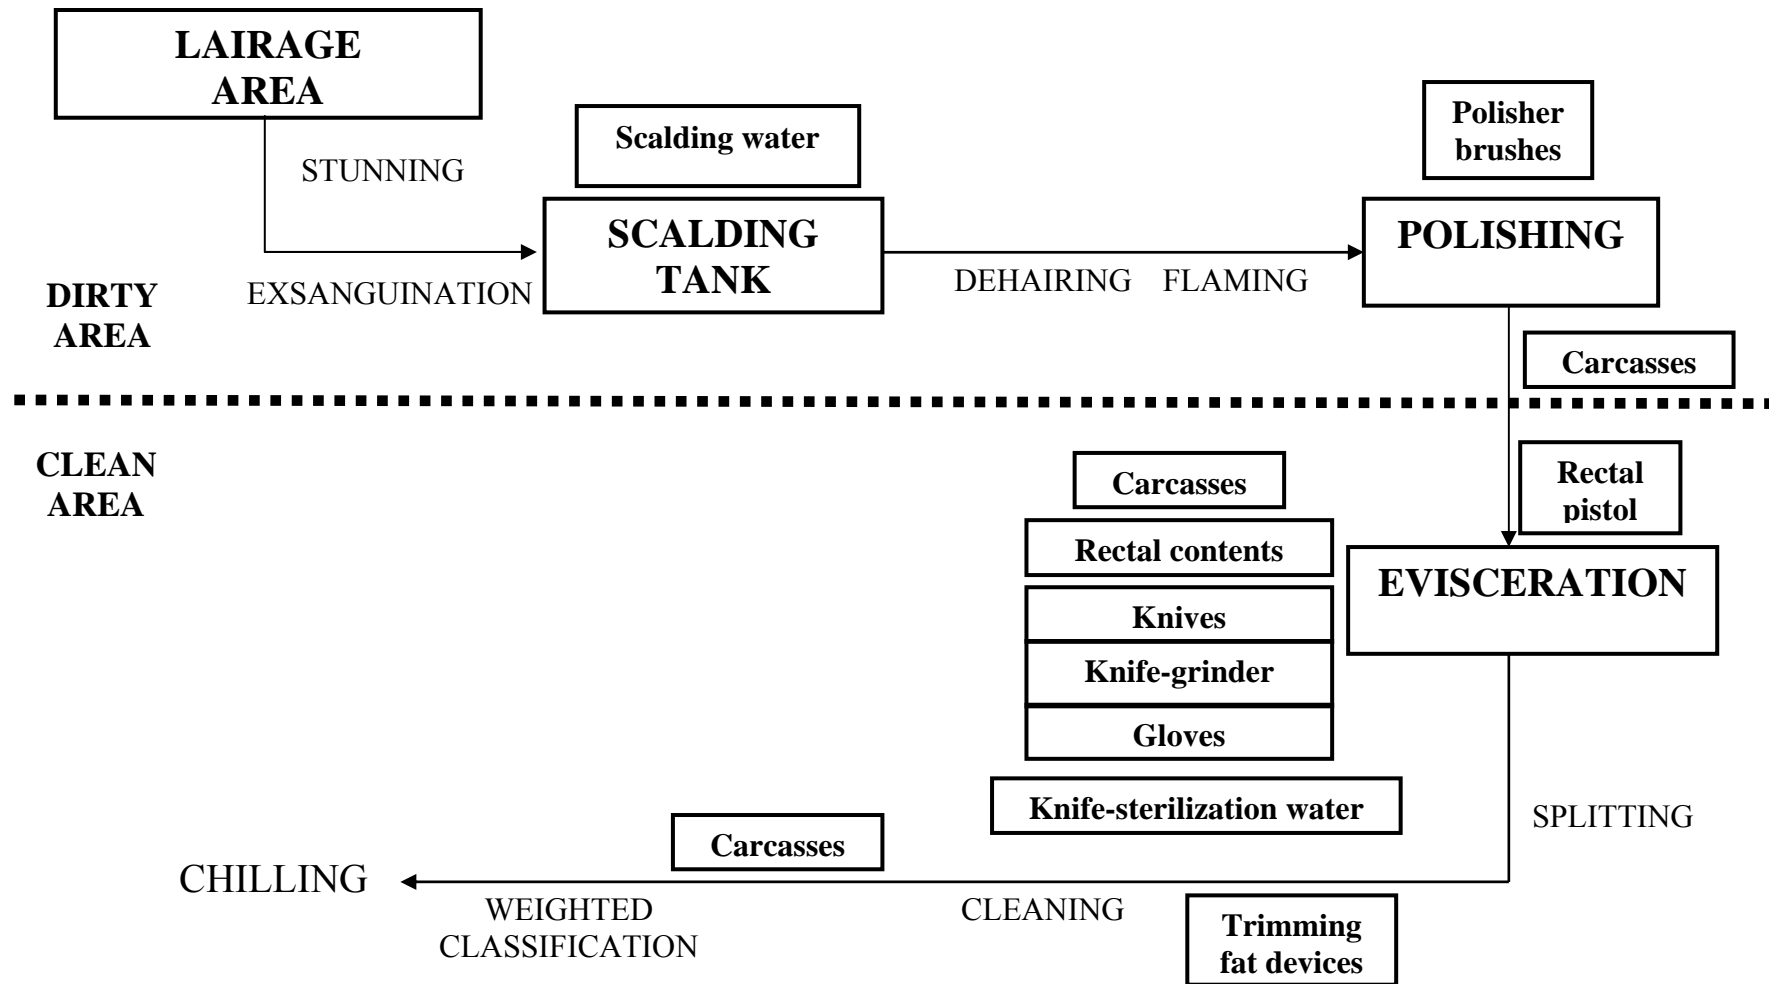 LAIRAGE
AREA
STUNNING
EXSANGUINATION
Scalding water
SCALDING
TANK
DEHAIRING FLAMING
Polisher
brushes
POLISHING
DIRTY
AREA
Carcasses
CLEAN
AREA
Rectal
pistol
Carcasses
Rectal contents
Knives
Knife-grinder
Gloves
Knife-sterilization water
EVISCERATION
SPLITTING
Trimming
fat devices
CLEANING
Carcasses
WEIGHTED
CLASSIFICATION
CHILLING